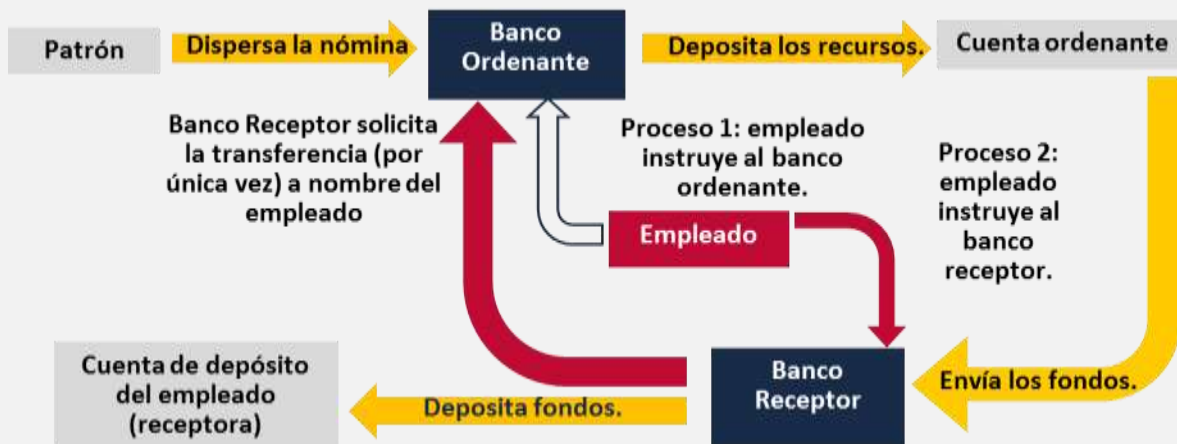 Patrón
Dispersa la nómina
Banco
Ordenante
Deposita los recursos.
Cuenta ordenante
Banco Receptor solicita
la transferencia (por
única vez) a nombre del
empleado
Proceso 1: empleado
instruye al banco
ordenante.
Proceso 2:
empleado
instruye al
banco
receptor.
Empleado
Cuenta de depósito
del empleado
(receptora)
Deposita fondos.
Banco
Receptor
Envía los fondos.